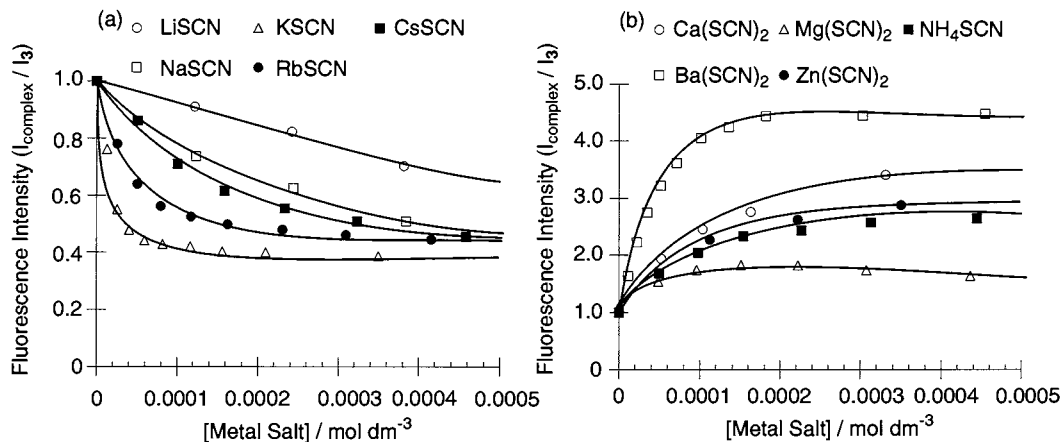 (a)
○ LiSCN △ KSCN ■ CsSCN
□ NaSCN ● RbSCN
Fluorescence Intensity (I_complex / I_3)
1.0
0.8
0.6
0.4
0.2
0
0 0.0001 0.0002 0.0003 0.0004 0.0005
[Metal Salt] / mol dm⁻³
(b)
○ Ca(SCN)₂ △ Mg(SCN)₂ ■ NH₄SCN
□ Ba(SCN)₂ ● Zn(SCN)₂
Fluorescence Intensity (I_complex / I_3)
5.0
4.0
3.0
2.0
1.0
0
0 0.0001 0.0002 0.0003 0.0004 0.0005
[Metal Salt] / mol dm⁻³